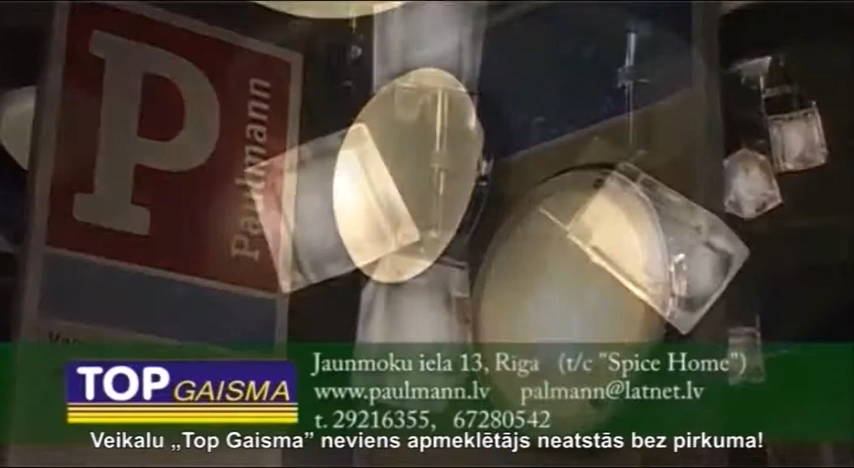 P
Paulmann
TOP GAISMA
Jaunmoku iela 13, Rīga (t/c "Spice Home")
www.paulmann.lv palmann@latnet.lv
t. 29216355, 67280542
Veikalu „Top Gaisma” neviens apmeklētājs neatstās bez pirkuma!